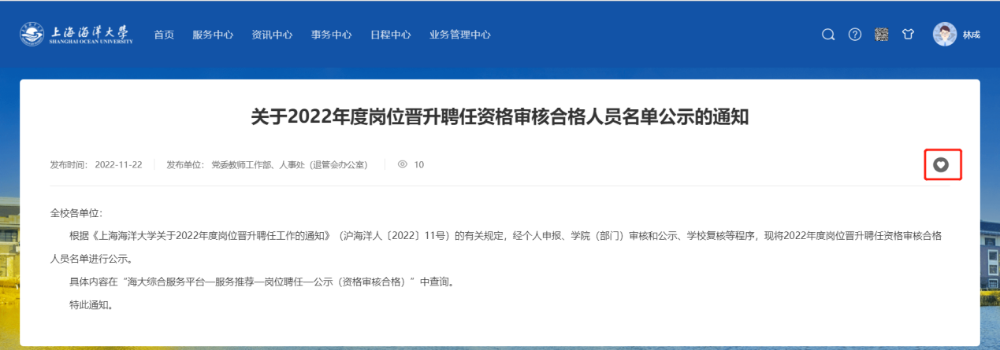 上海海洋大學
SHANGHAI OCEAN UNIVERSITY
首页 服务中心 资讯中心 事务中心 日程中心 业务管理中心
林成
关于2022年度岗位晋升聘任资格审核合格人员名单公示的通知
发布时间： 2022-11-22 发布单位： 党委教师工作部、人事处（退管会办公室） 10
全校各单位：
根据《上海海洋大学关于2022年度岗位晋升聘任工作的通知》（沪海洋人〔2022〕11号）的有关规定，经个人申报、学院（部门）审核和公示、学校复核等程序，现将2022年度岗位晋升聘任资格审核合格
人员名单进行公示。
具体内容在“海大综合服务平台—服务推荐—岗位聘任—公示（资格审核合格）”中查询。
特此通知。